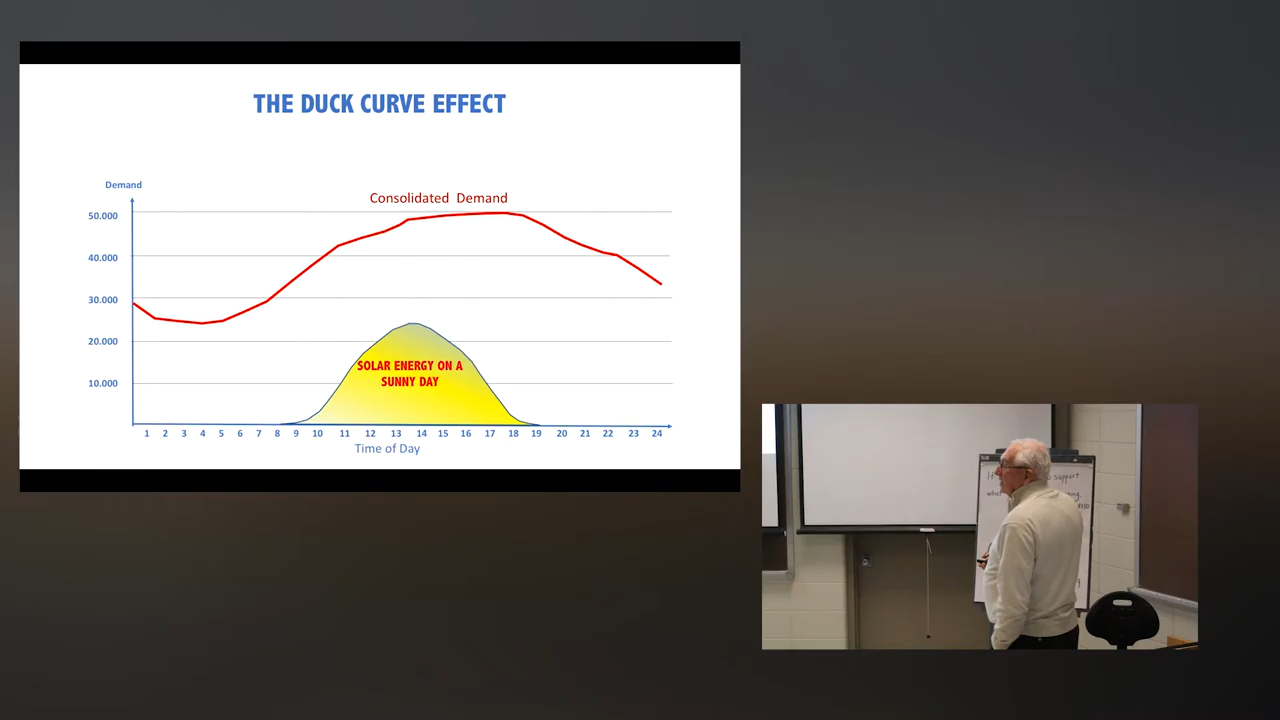 THE DUCK CURVE EFFECT
Demand
Consolidated Demand
50.000
40.000
30.000
20.000
10.000
SOLAR ENERGY ON A
SUNNY DAY
1 2 3 4 5 6 7 8 9 10 11 12 13 14 15 16 17 18 19 20 21 22 23 24
Time of Day
It support